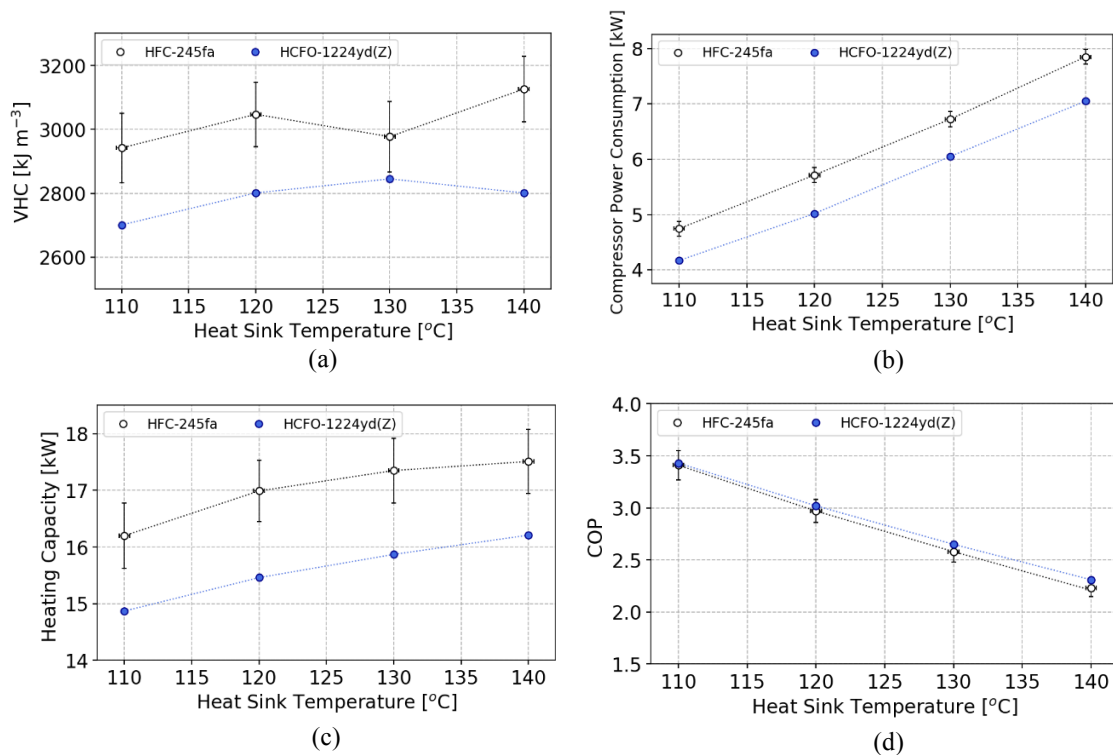 HFC-245fa HCFO-1224yd(Z)
VHC [kJ m⁻³]
3200
3000
2800
2600
110 115 120 125 130 135 140
Heat Sink Temperature [°C]
(a)
HFC-245fa HCFO-1224yd(Z)
Compressor Power Consumption [kW]
8
7
6
5
4
110 115 120 125 130 135 140
Heat Sink Temperature [°C]
(b)
HFC-245fa HCFO-1224yd(Z)
Heating Capacity [kW]
18
17
16
15
14
110 115 120 125 130 135 140
Heat Sink Temperature [°C]
(c)
HFC-245fa HCFO-1224yd(Z)
COP
4.0
3.5
3.0
2.5
2.0
1.5
110 115 120 125 130 135 140
Heat Sink Temperature [°C]
(d)